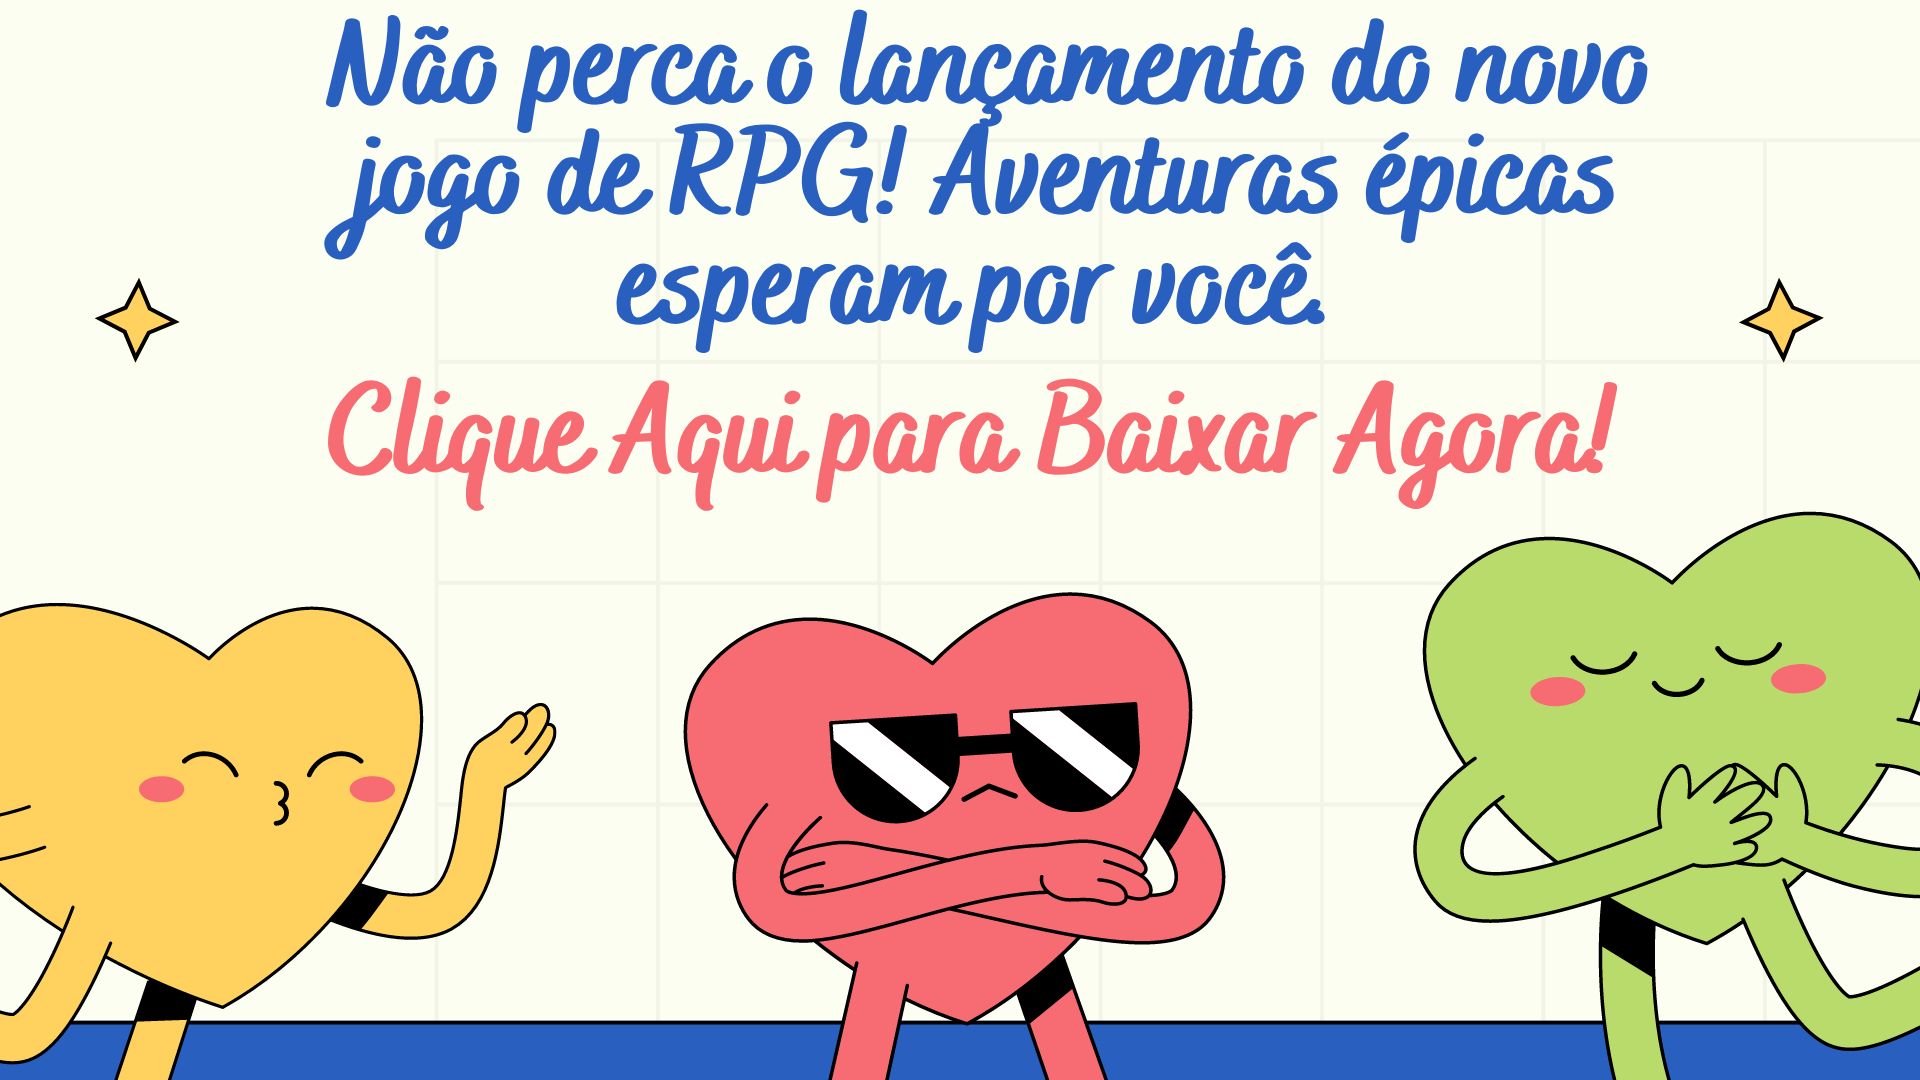 Não perca o lançamento do novo
jogo de RPG! Aventuras épicas
esperam por você.
Clique Aqui para Baixar Agora!